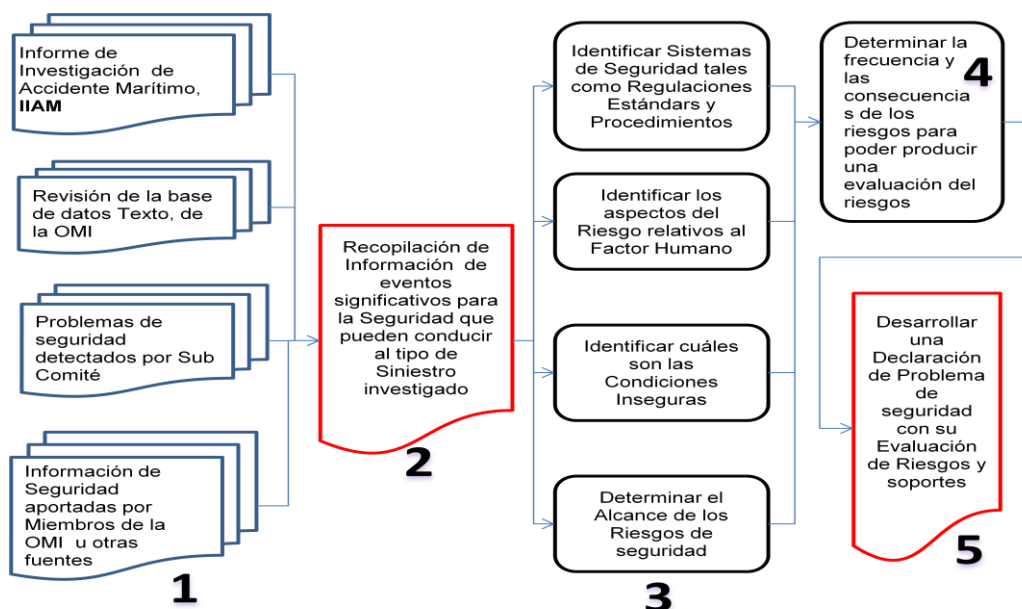 Informe de
Investigación de
Accidente Marítimo,
IIAM
Revisión de la base
de datos Texto, de
la OMI
Problemas de
seguridad
detectados por Sub
Comité
Información de
Seguridad
aportadas por
Miembros de la
OMI u otras
fuentes
1
Recopilación de
Información de
eventos
significativos para
la Seguridad que
pueden conducir
al tipo de
Siniestro
investigado
2
Identificar Sistemas
de Seguridad tales
como Regulaciones
Estándars y
Procedimientos
Identificar los
aspectos del
Riesgo relativos al
Factor Humano
Identificar cuáles
son las
Condiciones
Inseguras
Determinar el
Alcance de los
Riesgos de
seguridad
3
Determinar la
frecuencia y
las
consecuencia
s de los
riesgos para
poder producir
una
evaluación del
riesgos
4
Desarrollar
una
Declaración
de Problema
de
seguridad
con su
Evaluación
de Riesgos y
soportes
5